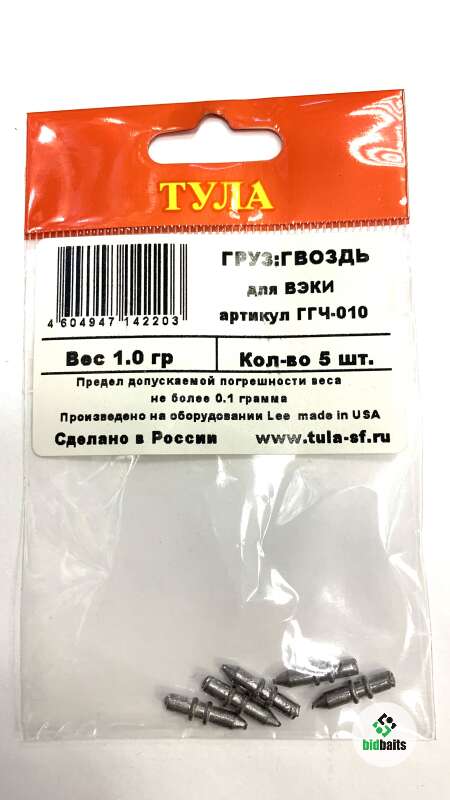 ТУЛА
ГРУЗ:ГВОЗДЬ
для ВЭКИ
артикул ГГЧ-010
4 604947 142203
Вес 1.0 гр
Кол-во 5 шт.
Предел допускаемой погрешности веса
не более 0.1 грамма
Произведено на оборудовании Lee made in USA
Сделано в России
www.tula-sf.ru
bidbaits